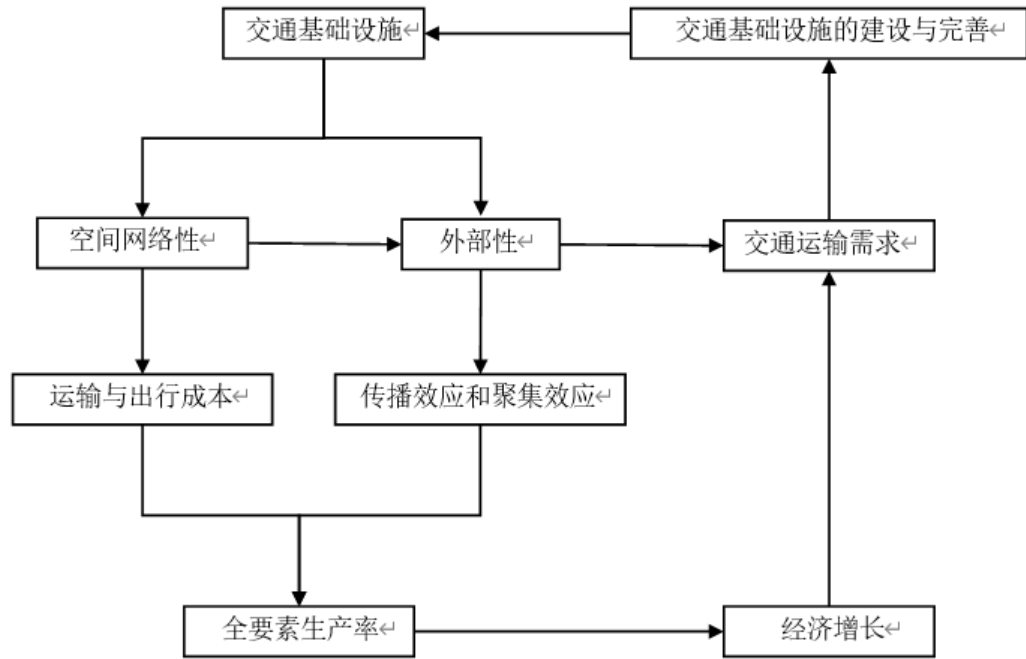 交通基础设施↵
交通基础设施的建设与完善↵
空间网络性↵
外部性↵
交通运输需求↵
运输与出行成本↵
传播效应和聚集效应↵
全要素生产率↵
经济增长↵